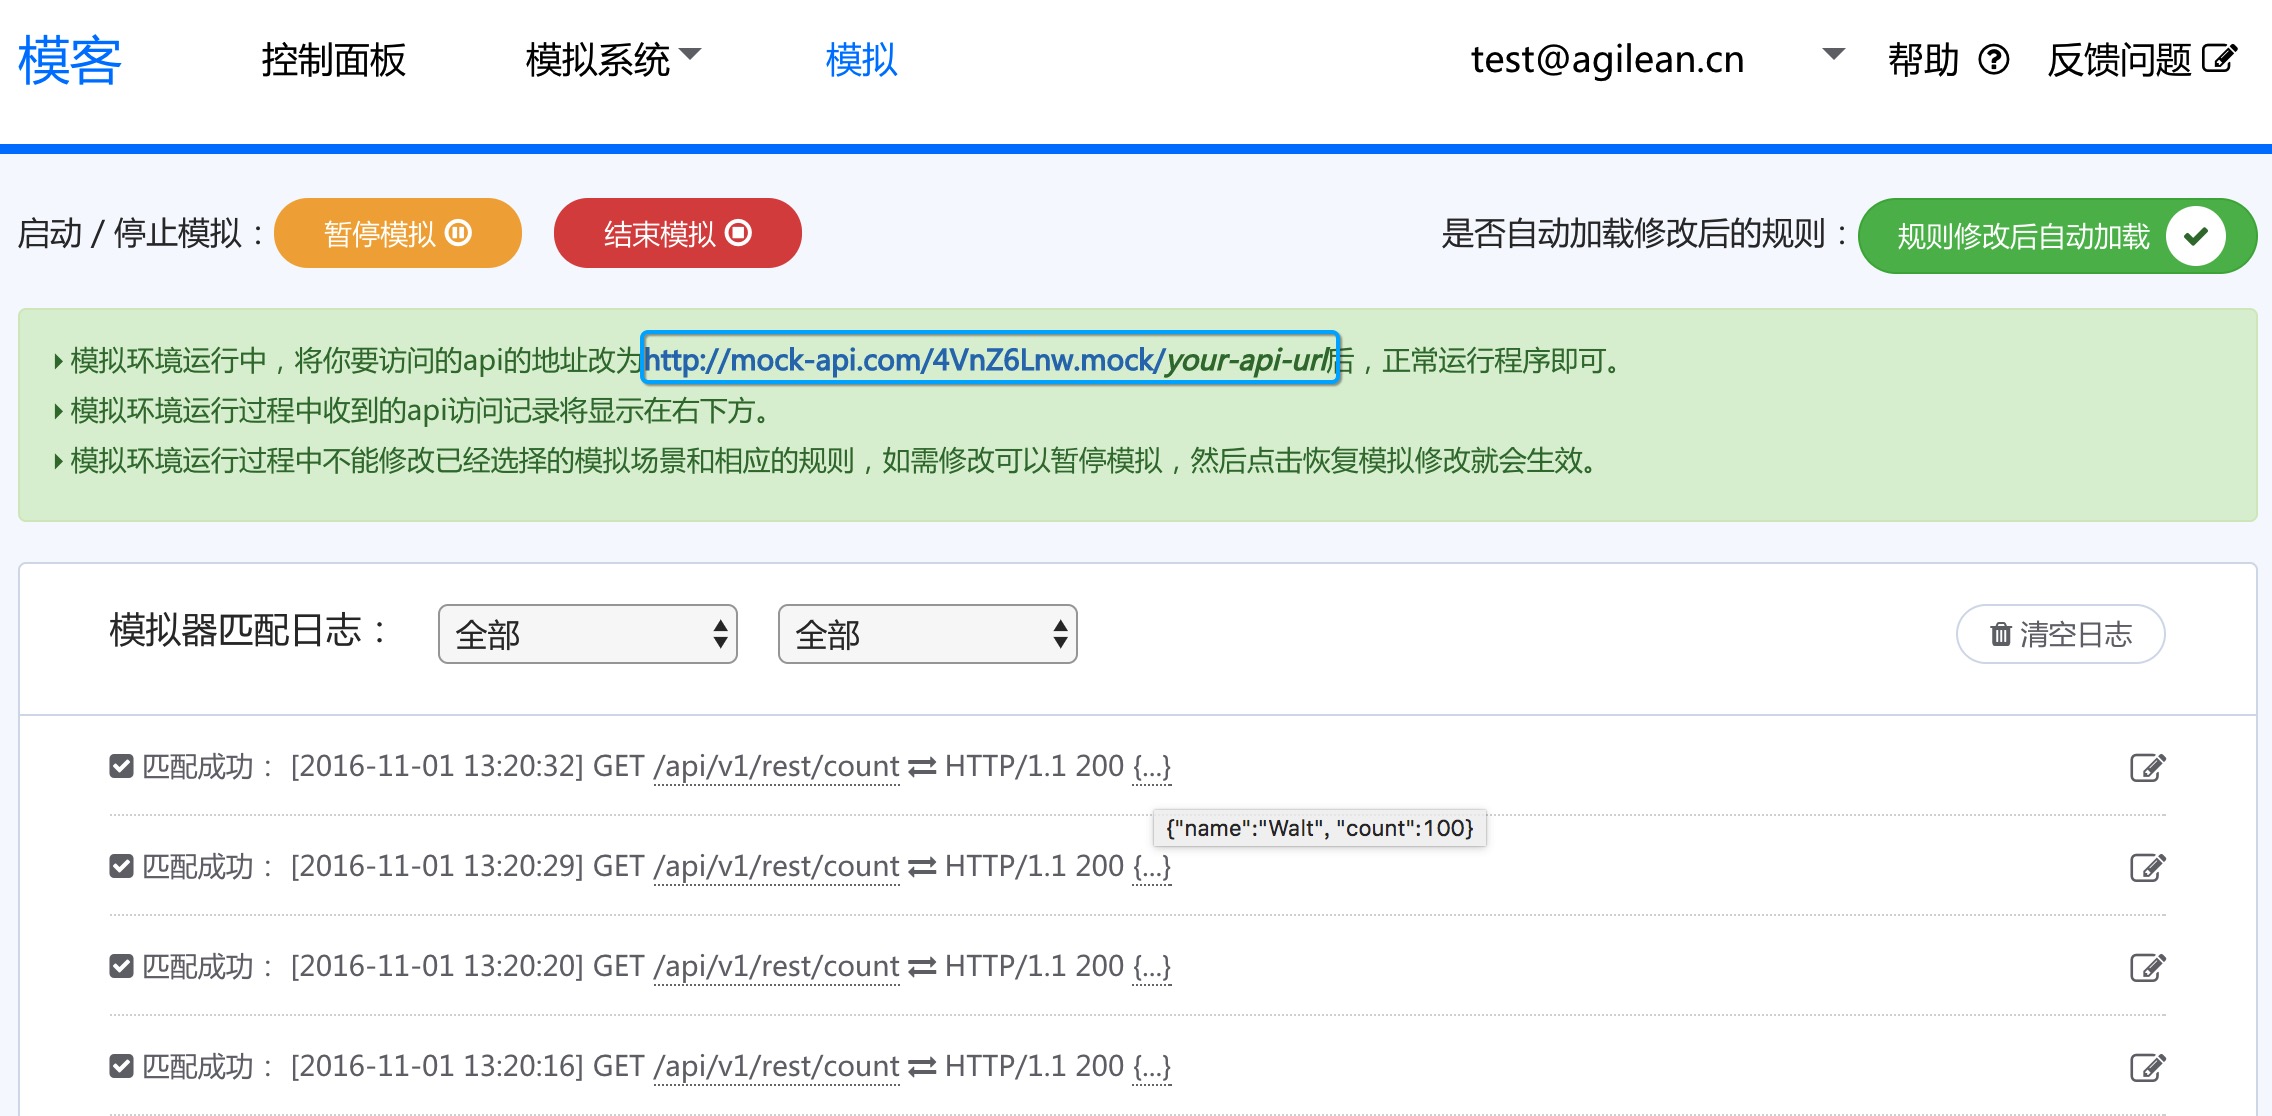 模客 控制面板 模拟系统 模拟 test@agilean.cn 帮助 反馈问题
启动 / 停止模拟： 暂停模拟 结束模拟 是否自动加载修改后的规则： 规则修改后自动加载
模拟环境运行中，将你要访问的api的地址改为http://mock-api.com/4VnZ6Lnw.mock/your-api-url后，正常运行程序即可。
模拟环境运行过程中收到的api访问记录将显示在右下方。
模拟环境运行过程中不能修改已经选择的模拟场景和相应的规则，如需修改可以暂停模拟，然后点击恢复模拟修改就会生效。
模拟器匹配日志： 全部 全部 清空日志
匹配成功： [2016-11-01 13:20:32] GET /api/v1/rest/count ⇄ HTTP/1.1 200 {...}
{"name":"Walt", "count":100}
匹配成功： [2016-11-01 13:20:29] GET /api/v1/rest/count ⇄ HTTP/1.1 200 {...}
匹配成功： [2016-11-01 13:20:20] GET /api/v1/rest/count ⇄ HTTP/1.1 200 {...}
匹配成功： [2016-11-01 13:20:16] GET /api/v1/rest/count ⇄ HTTP/1.1 200 {...}